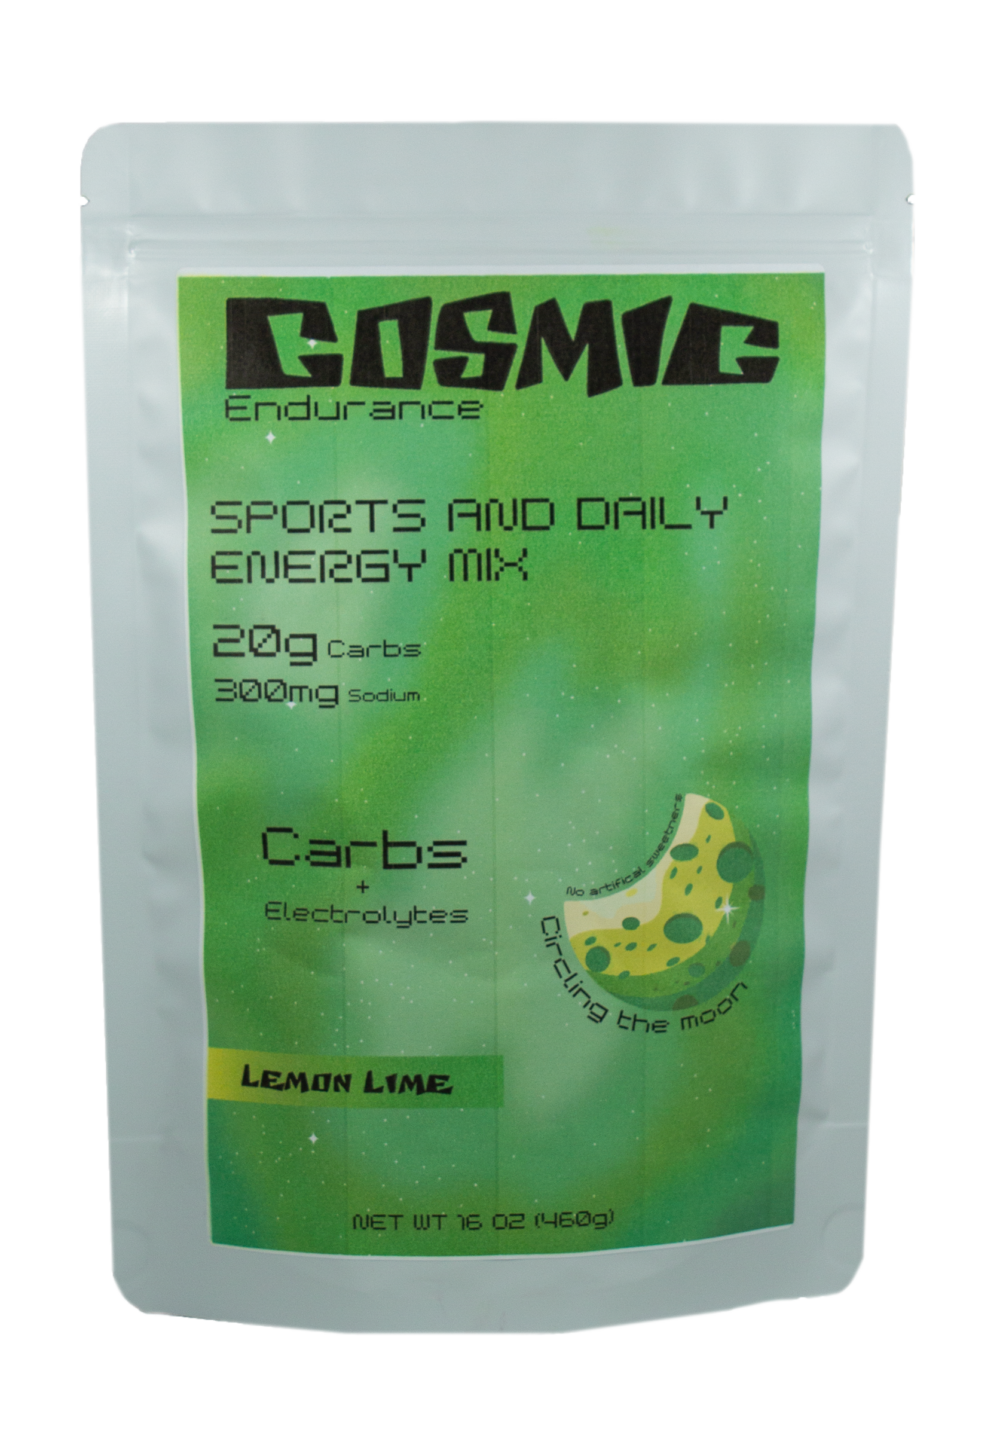 COSMIC
Endurance
SPORTS AND DAILY
ENERGY MIX
20g Carbs
300mg Sodium
Carbs
+
Electrolytes
No artifical sweetners
Circling the moon
LEMON LIME
NET WT 16 OZ (460g)